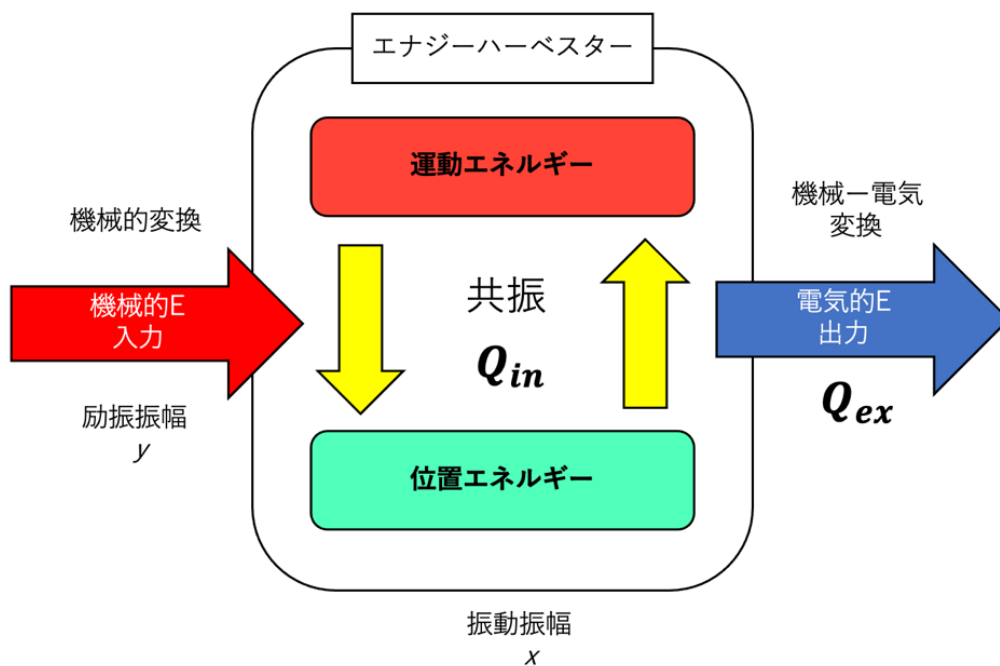 エナジーハーベスター
運動エネルギー
機械的変換
機械的E
入力
励振振幅
y
共振
Q_in
位置エネルギー
機械ー電気
変換
電気的E
出力
Q_ex
振動振幅
x